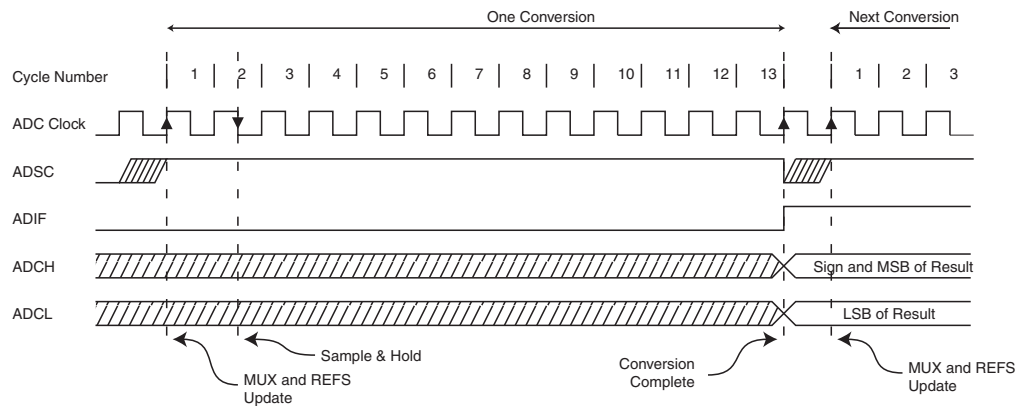 One Conversion
Next Conversion
Cycle Number
1 2 3 4 5 6 7 8 9 10 11 12 13 1 2 3
ADC Clock
ADSC
ADIF
ADCH
Sign and MSB of Result
ADCL
LSB of Result
Sample & Hold
MUX and REFS
Update
Conversion
Complete
MUX and REFS
Update